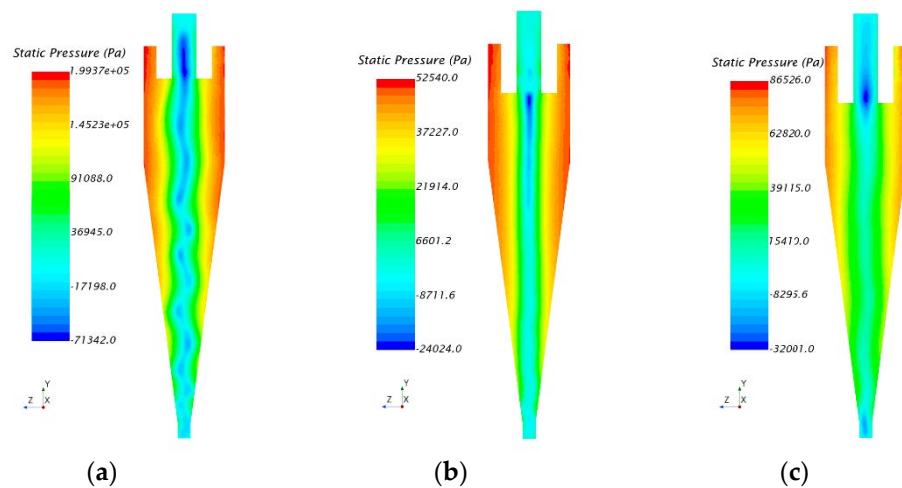 Static Pressure (Pa)
1.9937e+05
1.4523e+05
91088.0
36945.0
-17198.0
-71342.0
Y
Z X
(a)
Static Pressure (Pa)
52540.0
37227.0
21914.0
6601.2
-8711.6
-24024.0
Y
Z X
(b)
Static Pressure (Pa)
86526.0
62820.0
39115.0
15410.0
-8295.6
-32001.0
Y
Z X
(c)